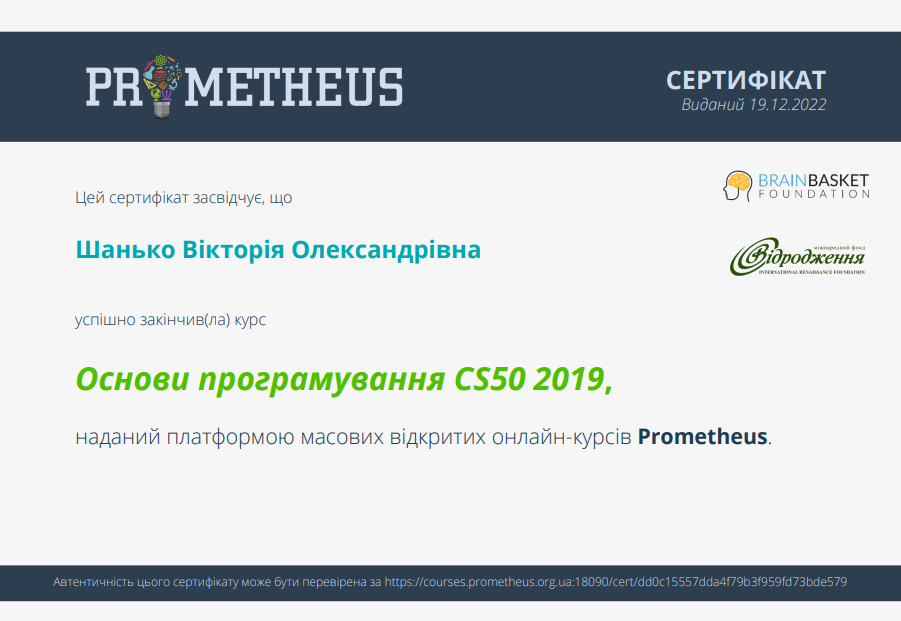 PROMETHEUS
СЕРТИФІКАТ
Виданий 19.12.2022
BRAINBASKET
FOUNDATION
Цей сертифікат засвідчує, що
Шанько Вікторія Олександрівна
міжнародний фонд
Відродження
INTERNATIONAL RENAISSANCE FOUNDATION
успішно закінчив(ла) курс
Основи програмування CS50 2019,
наданий платформою масових відкритих онлайн-курсів Prometheus.
Автентичність цього сертифікату може бути перевірена за https://courses.prometheus.org.ua:18090/cert/dd0c15557dda4f79b3f959fd73bde579